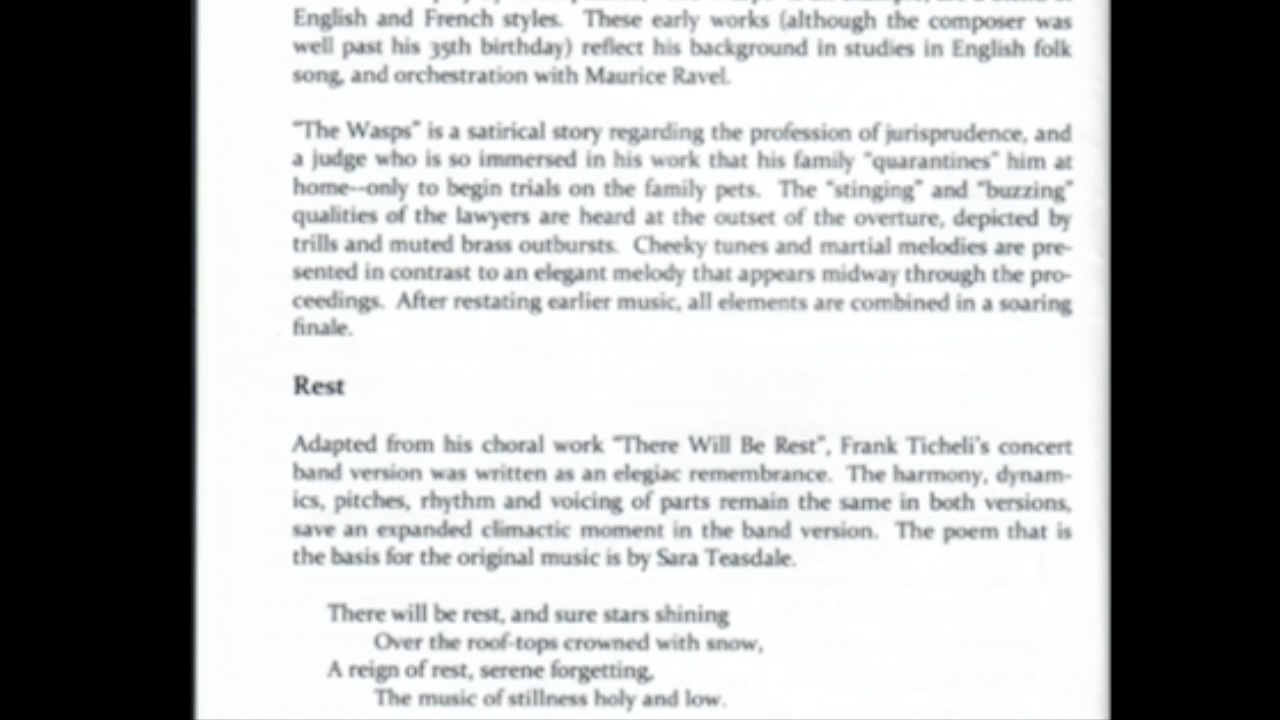 English and French styles. These early works (although the composer was
well past his 35th birthday) reflect his background in studies in English folk
song, and orchestration with Maurice Ravel.
"The Wasps" is a satirical story regarding the profession of jurisprudence, and
a judge who is so immersed in his work that his family "quarantines" him at
home--only to begin trials on the family pets. The "stinging" and "buzzing"
qualities of the lawyers are heard at the outset of the overture, depicted by
trills and muted brass outbursts. Cheeky tunes and martial melodies are pre-
sented in contrast to an elegant melody that appears midway through the pro-
ceedings. After restating earlier music, all elements are combined in a soaring
finale.
Rest
Adapted from his choral work "There Will Be Rest", Frank Ticheli's concert
band version was written as an elegiac remembrance. The harmony, dynam-
ics, pitches, rhythm and voicing of parts remain the same in both versions,
save an expanded climactic moment in the band version. The poem that is
the basis for the original music is by Sara Teasdale.
There will be rest, and sure stars shining
Over the roof-tops crowned with snow,
A reign of rest, serene forgetting,
The music of stillness holy and low.